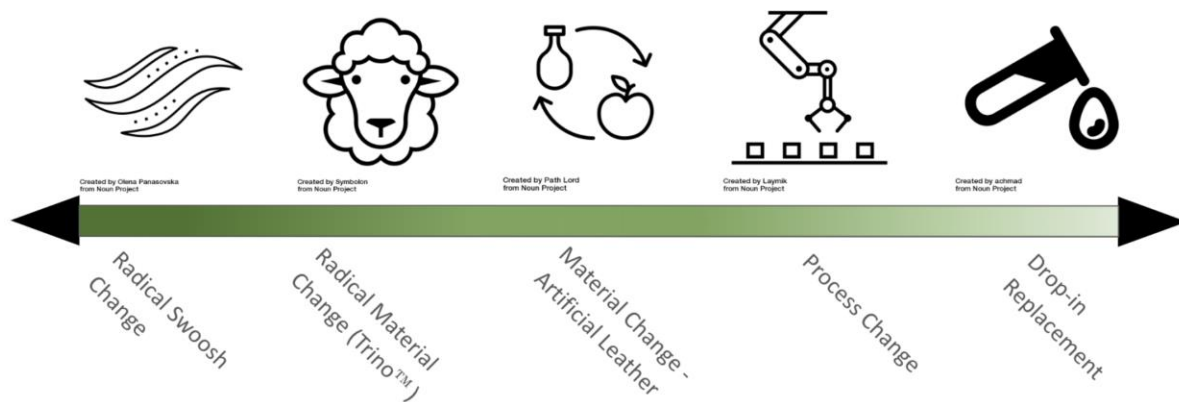 Created by Olena Panasovska
from Noun Project
Created by Symbolon
from Noun Project
Created by Path Lord
from Noun Project
Created by Laymik
from Noun Project
Created by achmad
from Noun Project
Radical Swoosh
Change
Radical Material
Change (Trino™)
Material Change -
Artificial Leather
Process Change
Drop-in
Replacement